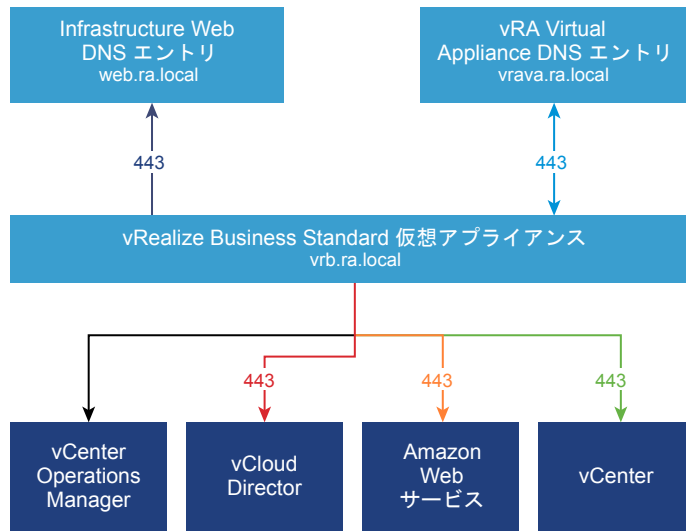 Infrastructure Web
DNS エントリ
web.ra.local
vRA Virtual
Appliance DNS エントリ
vrava.ra.local
443
443
vRealize Business Standard 仮想アプライアンス
vrb.ra.local
443
443
443
vCenter
Operations
Manager
vCloud
Director
Amazon
Web
サービス
vCenter